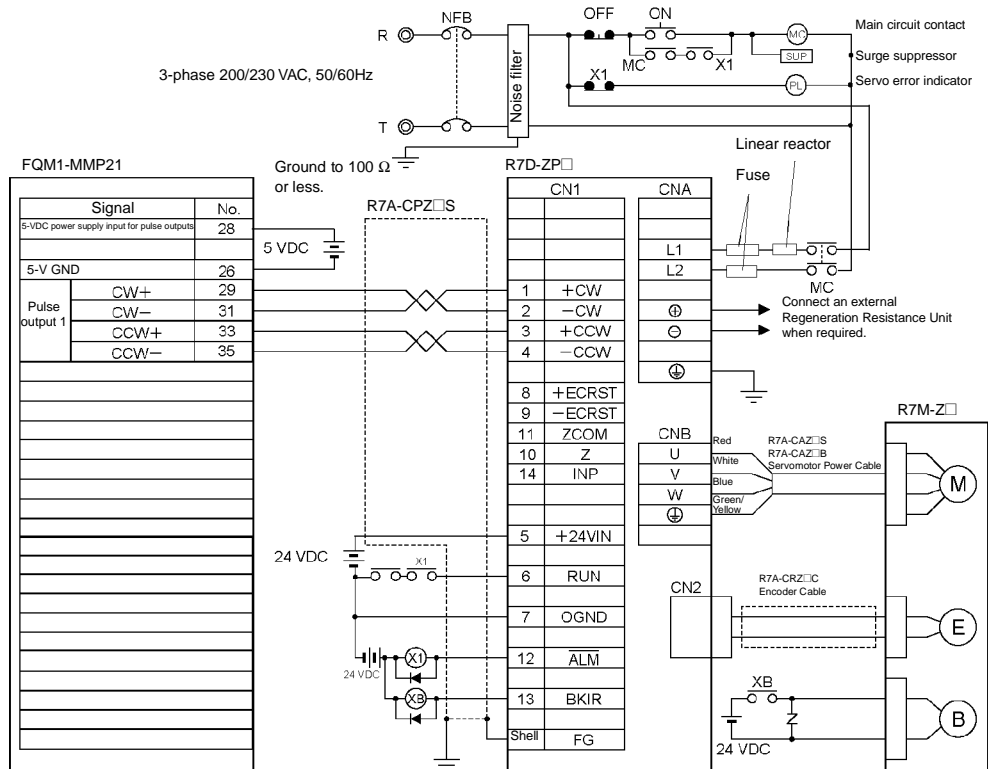 NFB
OFF ON
R
MC
Main circuit contact
SUP
Surge suppressor
MC X1
3-phase 200/230 VAC, 50/60Hz
Noise filter
X1
PL
Servo error indicator
T
Linear reactor
FQM1-MMP21
Ground to 100 Ω
or less.
R7D-ZP□
Fuse
R7A-CPZ□S
CN1 CNA
Signal No.
5-VDC power supply input for pulse outputs 28
5 VDC
L1
5-V GND 26
L2
MC
Pulse
output 1
CW+ 29
1 +CW
CW− 31
2 −CW
CCW+ 33
3 +CCW
CCW− 35
4 −CCW
⊕
⊖
Connect an external
Regeneration Resistance Unit
when required.
8 +ECRST
9 −ECRST
11 ZCOM
10 Z
14 INP
R7M-Z□
CNB
U
V
W
Red
White
Blue
Green/
Yellow
R7A-CAZ□S
R7A-CAZ□B
Servomotor Power Cable
M
24 VDC
5 +24VIN
X1
6 RUN
7 OGND
24 VDC
X1
12 ALM
XB
13 BKIR
Shell FG
CN2
R7A-CRZ□C
Encoder Cable
E
XB
24 VDC
B